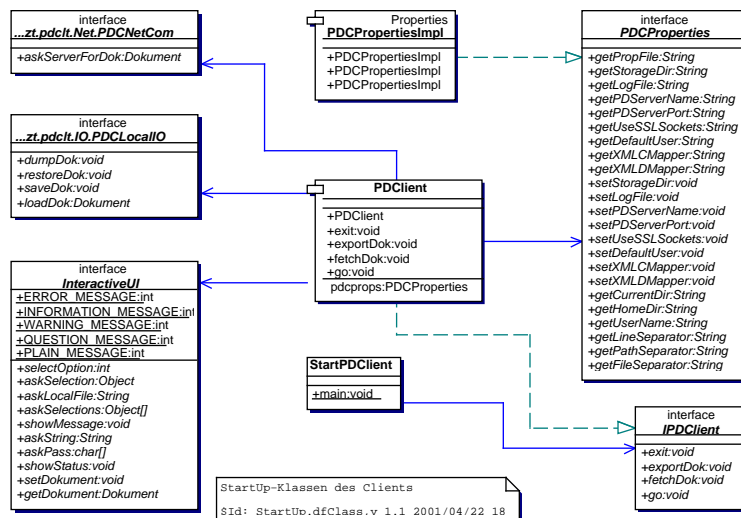 interface
...zt.pdclt.Net.PDCNetCom
+askServerForDok:Dokument
interface
...zt.pdclt.IO.PDCLocalIO
+dumpDok:void
+restoreDok:void
+saveDok:void
+loadDok:Dokument
interface
InteractiveUI
+ERROR_MESSAGE:int
+INFORMATION_MESSAGE:int
+WARNING_MESSAGE:int
+QUESTION_MESSAGE:int
+PLAIN_MESSAGE:int
+selectOption:int
+askSelection:Object
+askLocalFile:String
+askSelections:Object[]
+showMessage:void
+askString:String
+askPass:char[]
+showStatus:void
+setDokument:void
+getDokument:Dokument
Properties
PDCPropertiesImpl
+PDCPropertiesImpl
+PDCPropertiesImpl
+PDCPropertiesImpl
PDClient
+PDClient
+exit:void
+exportDok:void
+fetchDok:void
+go:void
pdcprops:PDCProperties
StartPDClient
+main:void
StartUp-Klassen des Clients
$Id: StartUp.dfClass,v 1.1 2001/04/22 18
interface
PDCProperties
+getPropFile:String
+getStorageDir:String
+getLogFile:String
+getPDServerName:String
+getPDServerPort:String
+getUseSSLSockets:String
+getDefaultUser:String
+getXMLCMapper:String
+getXMLDMapper:String
+setStorageDir:void
+setLogFile:void
+setPDServerName:void
+setPDServerPort:void
+setUseSSLSockets:void
+setDefaultUser:void
+setXMLCMapper:void
+setXMLDMapper:void
+getCurrentDir:String
+getHomeDir:String
+getUserName:String
+getLineSeparator:String
+getPathSeparator:String
+getFileSeparator:String
interface
IPDClient
+exit:void
+exportDok:void
+fetchDok:void
+go:void